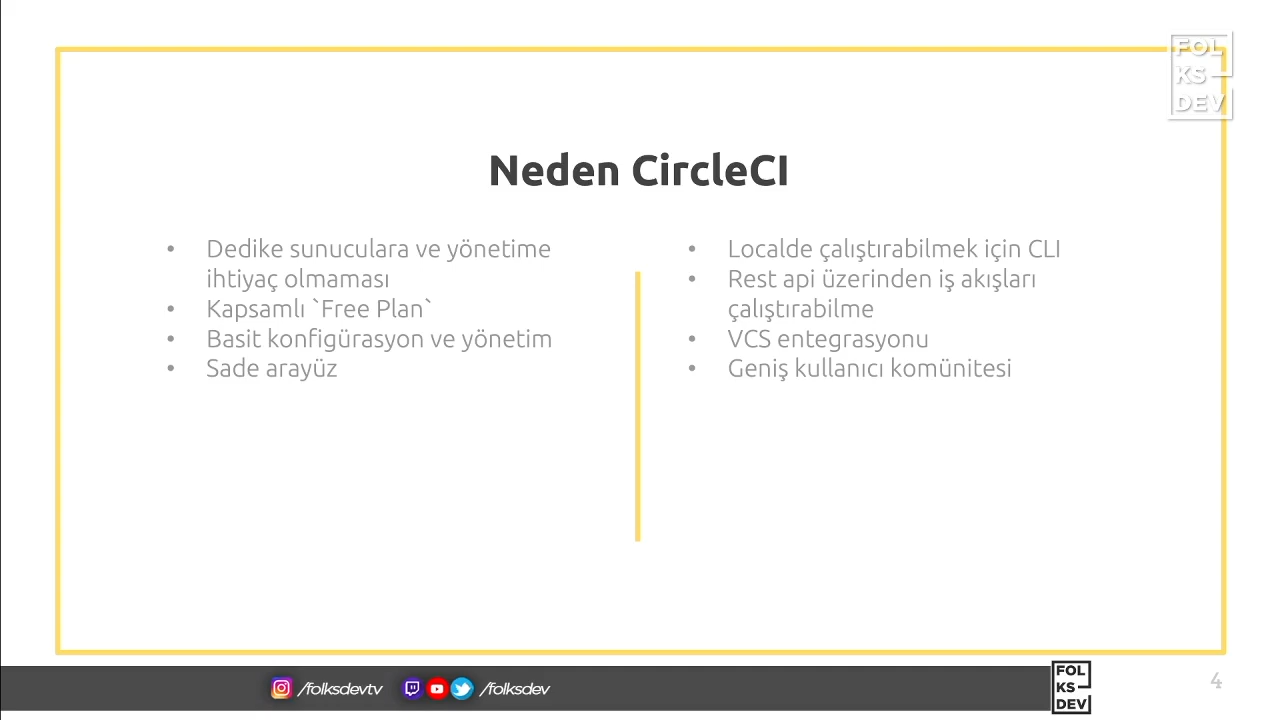 FOL
KS
DEV
Neden CircleCI
• Dedike sunuculara ve yönetime
ihtiyaç olmaması
• Kapsamlı `Free Plan`
• Basit konfigürasyon ve yönetim
• Sade arayüz
• Localde çalıştırabilmek için CLI
• Rest api üzerinden iş akışları
çalıştırabilme
• VCS entegrasyonu
• Geniş kullanıcı komünitesi
/folksdevtv
/folksdev
FOL
KS
DEV
4